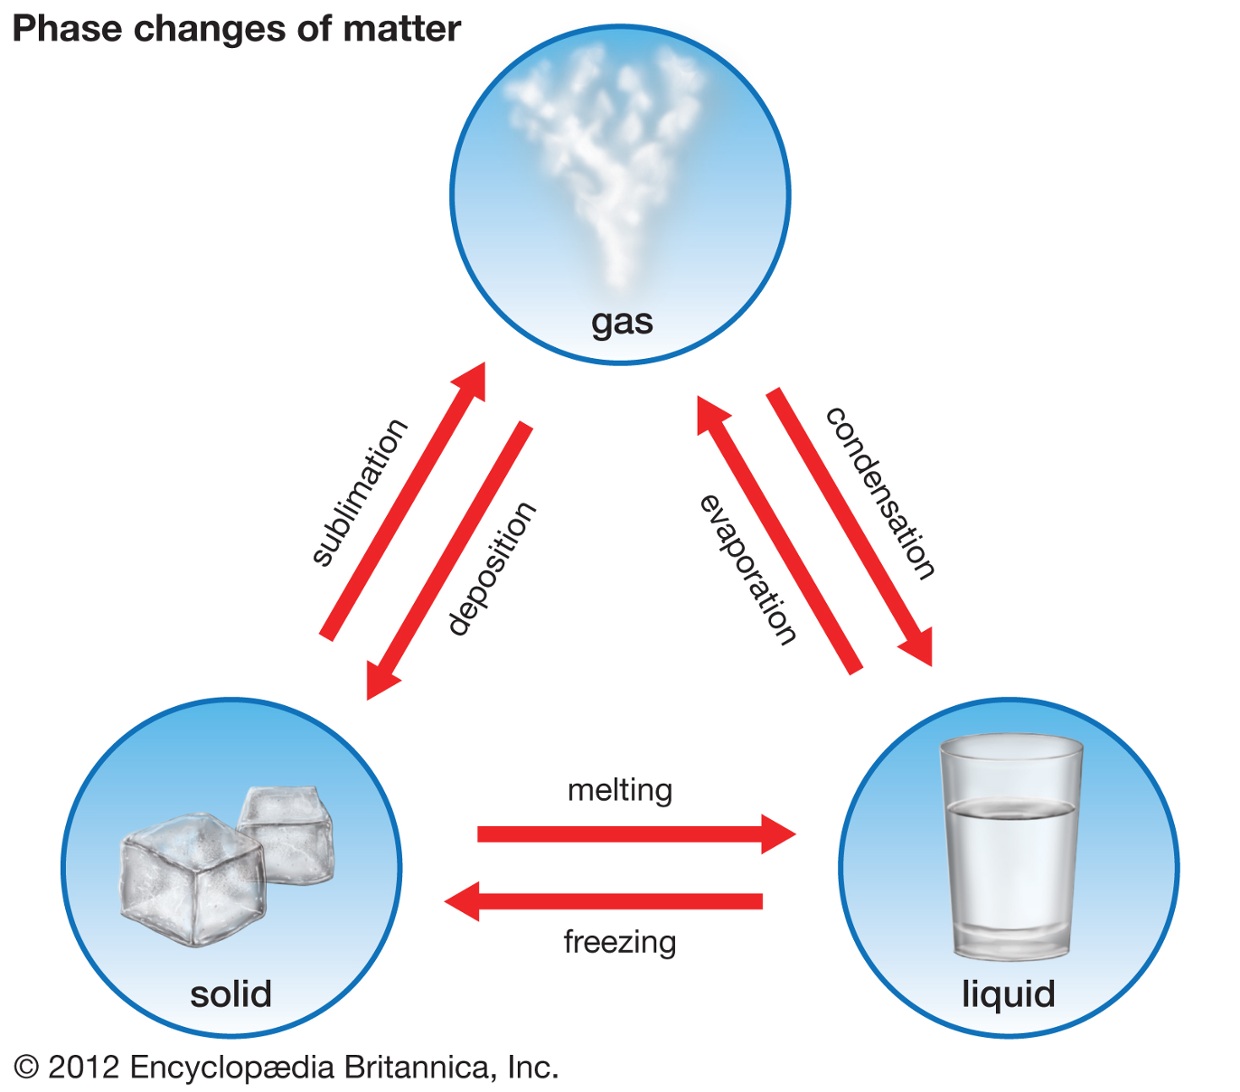 Phase changes of matter
gas
sublimation
deposition
evaporation
condensation
melting
freezing
solid
liquid
© 2012 Encyclopædia Britannica, Inc.